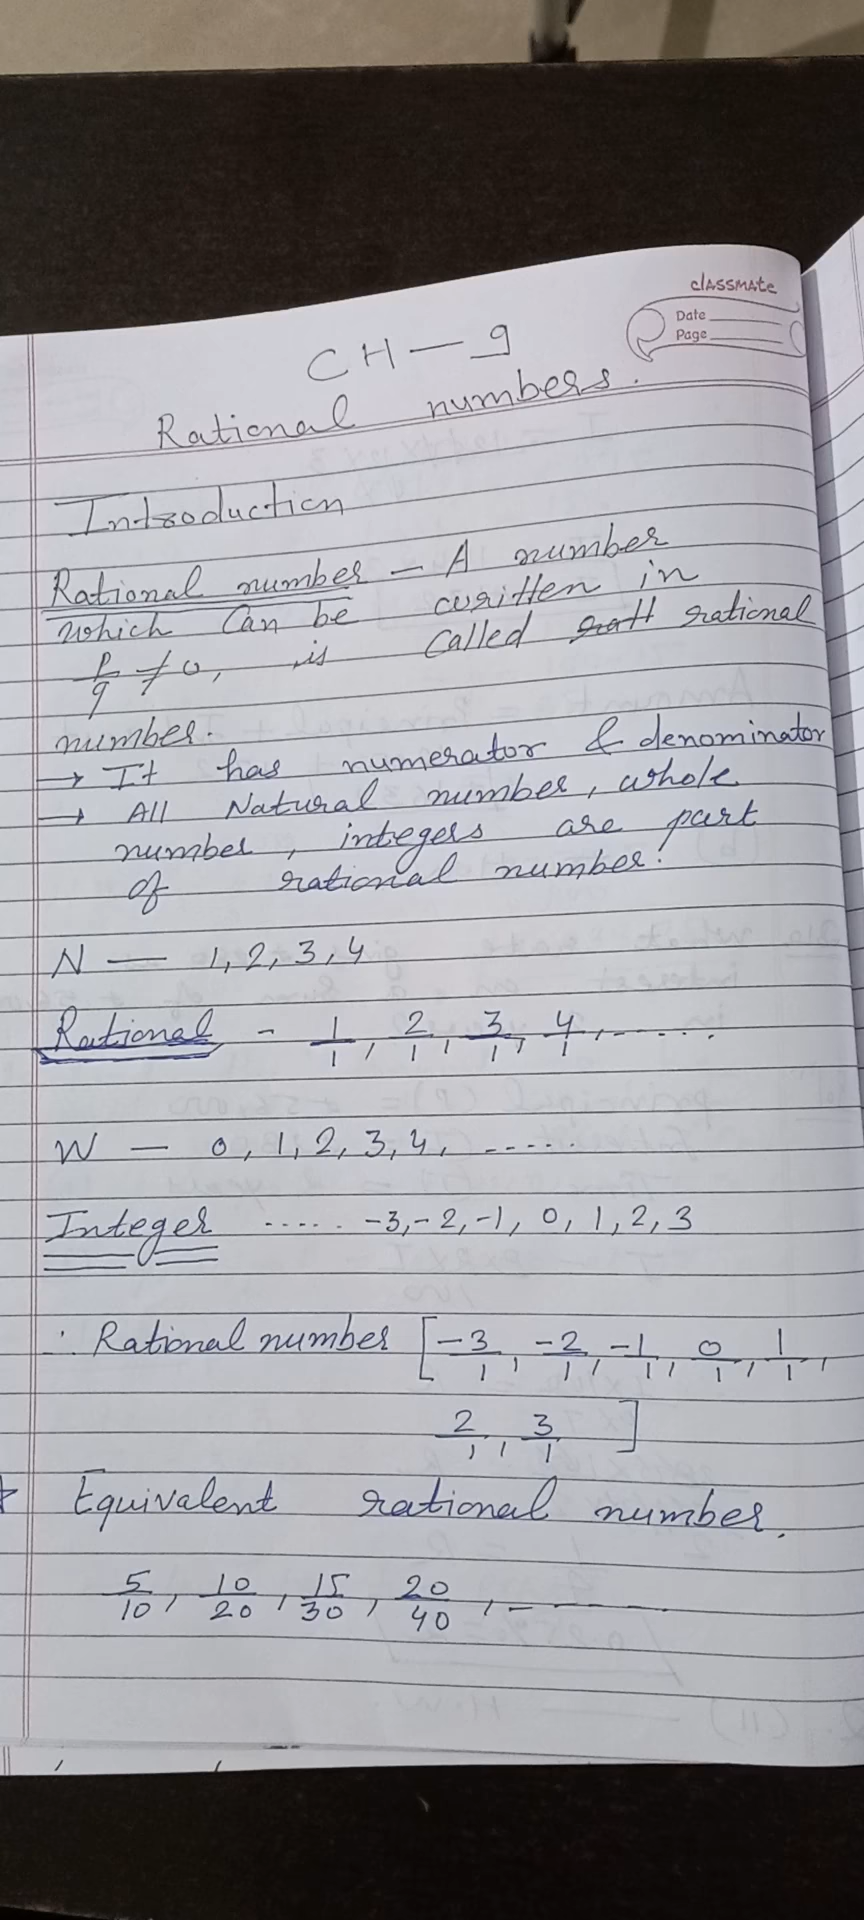 classmate
Date
Page
CH - 9
Rational numbers.
Introduction
Rational number - A number
which can be written in
p/q ≠ 0, is called rational
number.
→ It has numerator & denominator
→ All Natural number, whole
number, integers are part
of rational number.
N — 1, 2, 3, 4
Rational - 1/1, 2/1, 3/1, 4/1, ......
W — 0, 1, 2, 3, 4, ......
Integer ..... -3, -2, -1, 0, 1, 2, 3
∴ Rational number [-3/1, -2/1, -1/1, 0/1, 1/1,
2/1, 3/1 ]
Equivalent rational number.
5/10, 10/20, 15/30, 20/40, - - - -